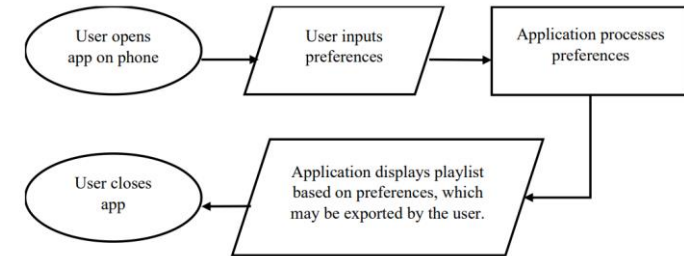 User opens
app on phone
User inputs
preferences
Application processes
preferences
Application displays playlist
based on preferences, which
may be exported by the user.
User closes
app